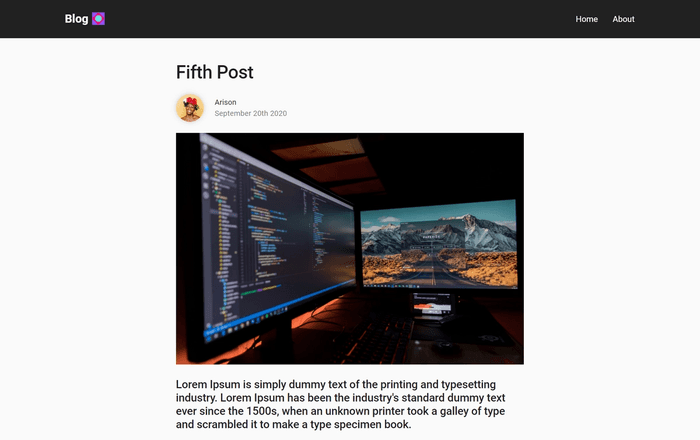 Blog
Home About
Fifth Post
Arison
September 20th 2020
Lorem Ipsum is simply dummy text of the printing and typesetting
industry. Lorem Ipsum has been the industry's standard dummy text
ever since the 1500s, when an unknown printer took a galley of type
and scrambled it to make a type specimen book.